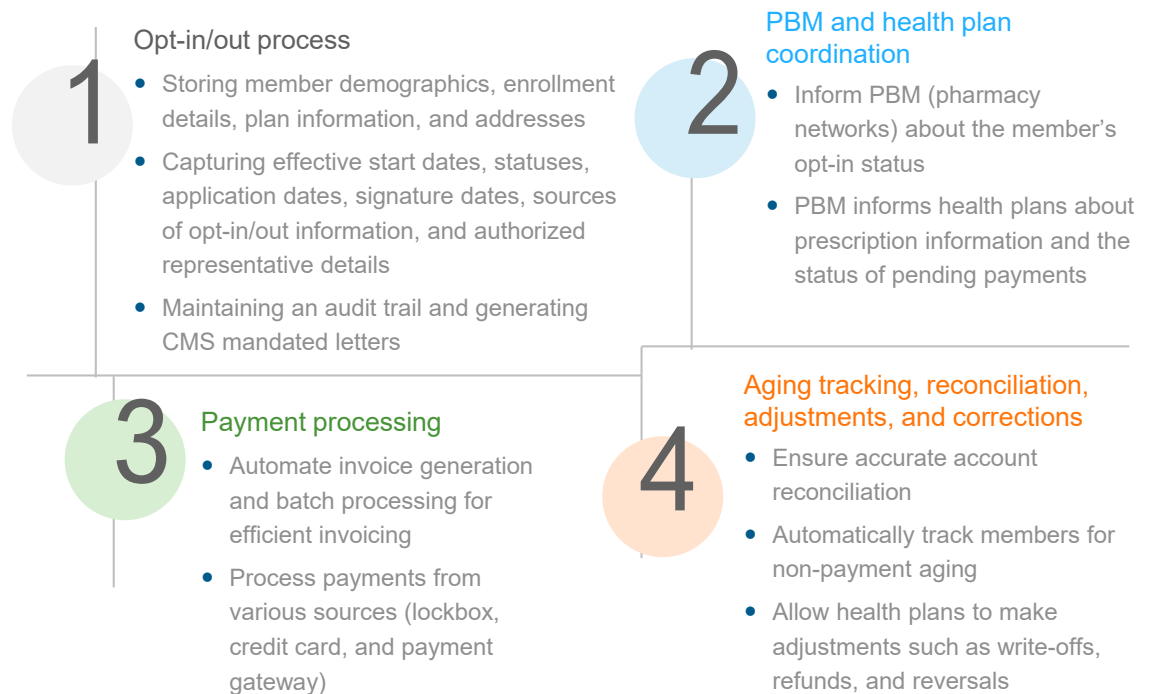 1
Opt-in/out process
• Storing member demographics, enrollment
details, plan information, and addresses
• Capturing effective start dates, statuses,
application dates, signature dates, sources
of opt-in/out information, and authorized
representative details
• Maintaining an audit trail and generating
CMS mandated letters
2
PBM and health plan
coordination
• Inform PBM (pharmacy
networks) about the member’s
opt-in status
• PBM informs health plans about
prescription information and the
status of pending payments
3
Payment processing
• Automate invoice generation
and batch processing for
efficient invoicing
• Process payments from
various sources (lockbox,
credit card, and payment
gateway)
4
Aging tracking, reconciliation,
adjustments, and corrections
• Ensure accurate account
reconciliation
• Automatically track members for
non-payment aging
• Allow health plans to make
adjustments such as write-offs,
refunds, and reversals